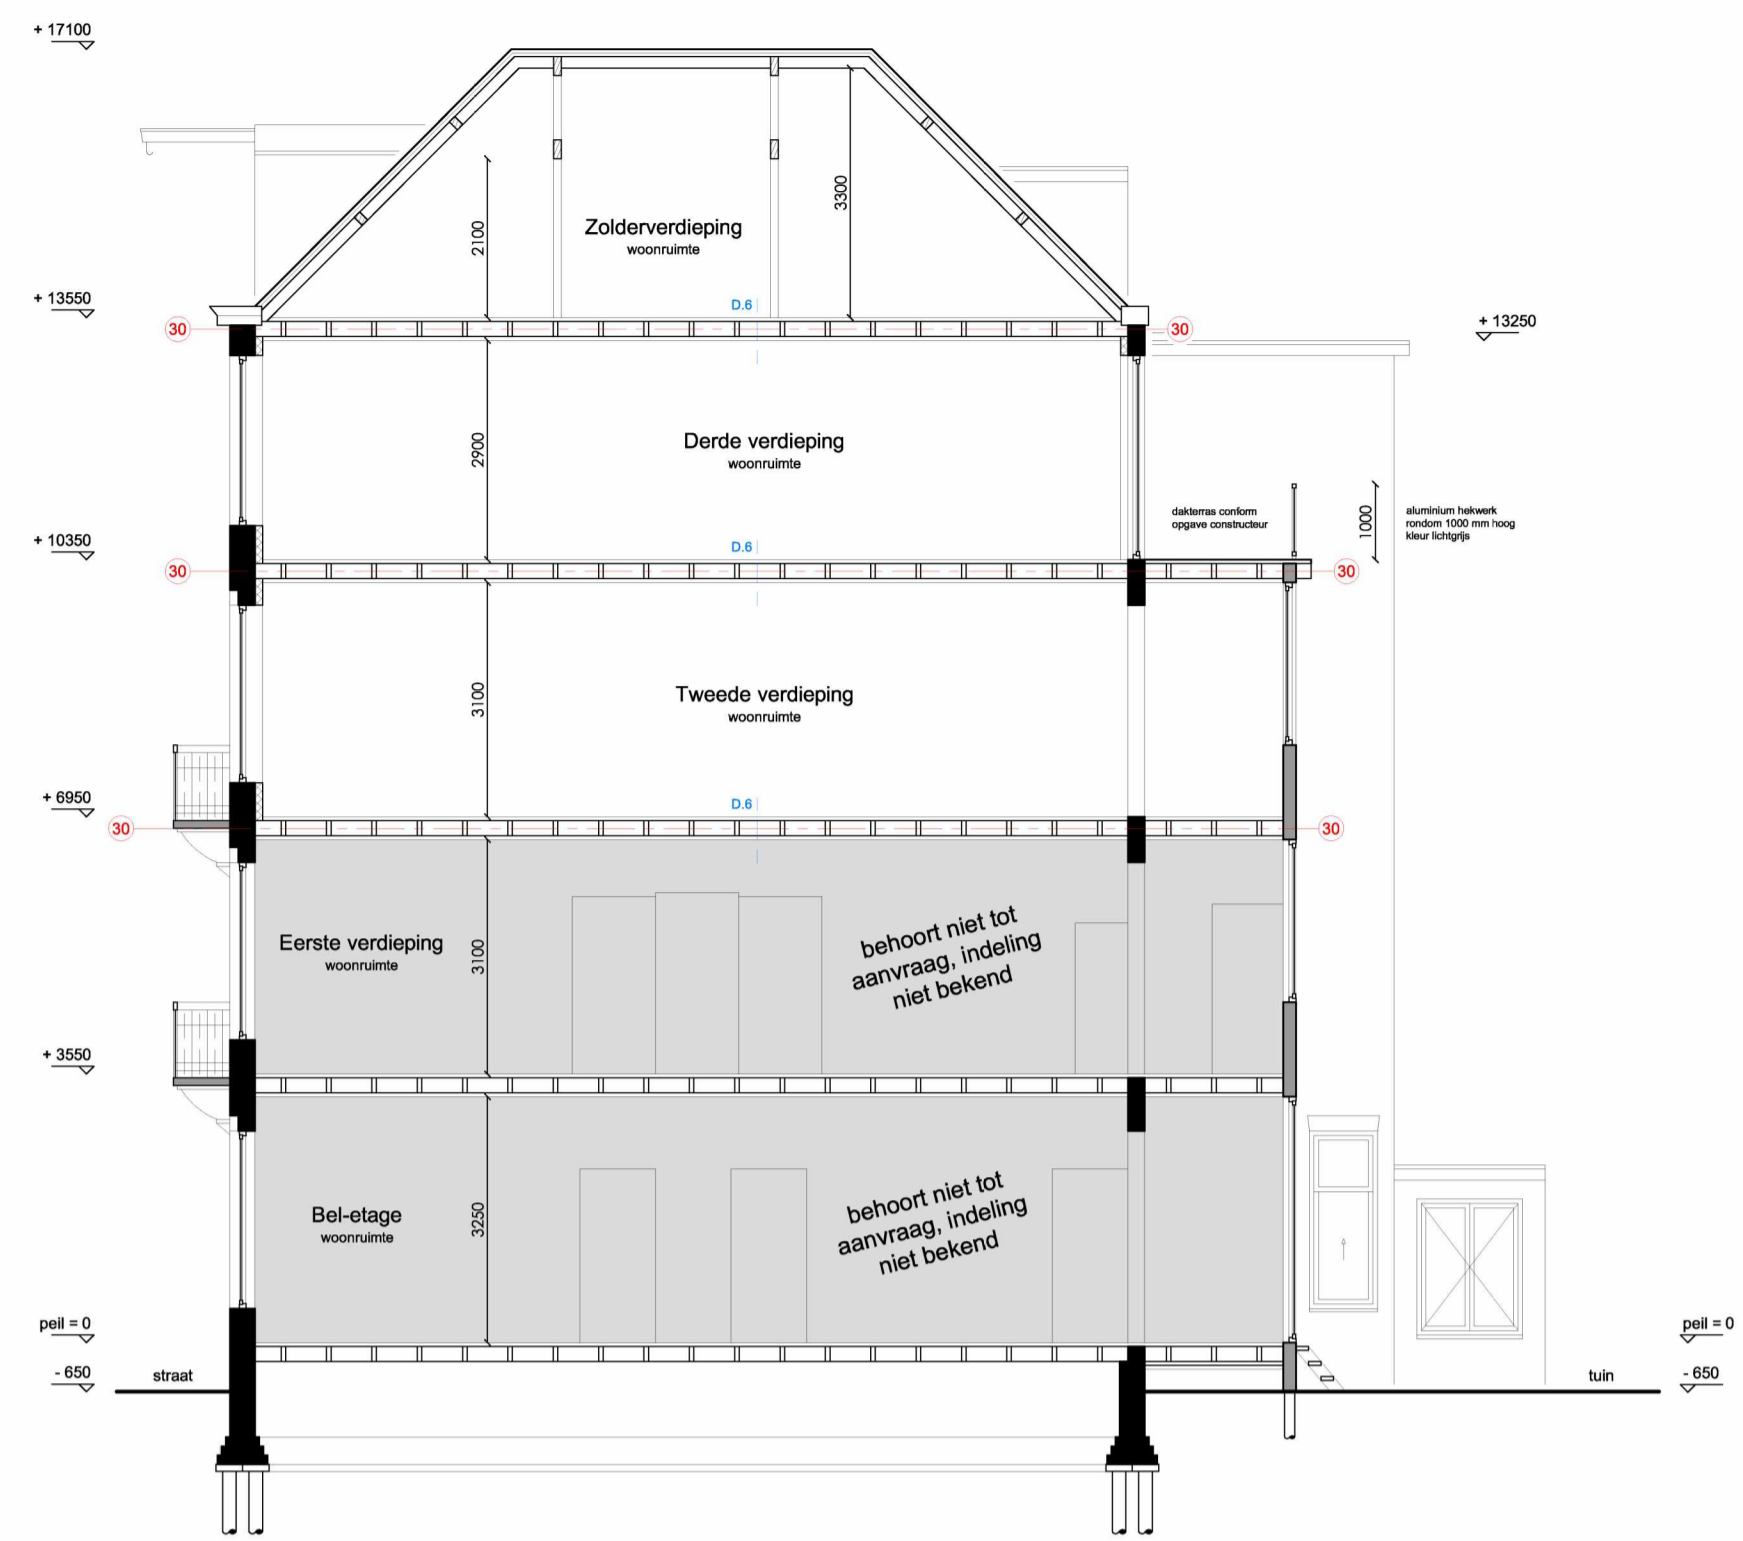 + 17100
Zolderverdieping
woonruimte
2100
3300
D.6
+ 13550
30
30
+ 13250
Derde verdieping
woonruimte
2900
dakterras conform
opgave constructeur
1000
aluminium hekwerk
rondom 1000 mm hoog
kleur lichtgrijs
D.6
+ 10350
30
30
Tweede verdieping
woonruimte
3100
D.6
+ 6950
30
30
Eerste verdieping
woonruimte
3100
behoort niet tot
aanvraag, indeling
niet bekend
+ 3550
Bel-etage
woonruimte
3250
behoort niet tot
aanvraag, indeling
niet bekend
peil = 0
peil = 0
- 650
straat
tuin
- 650